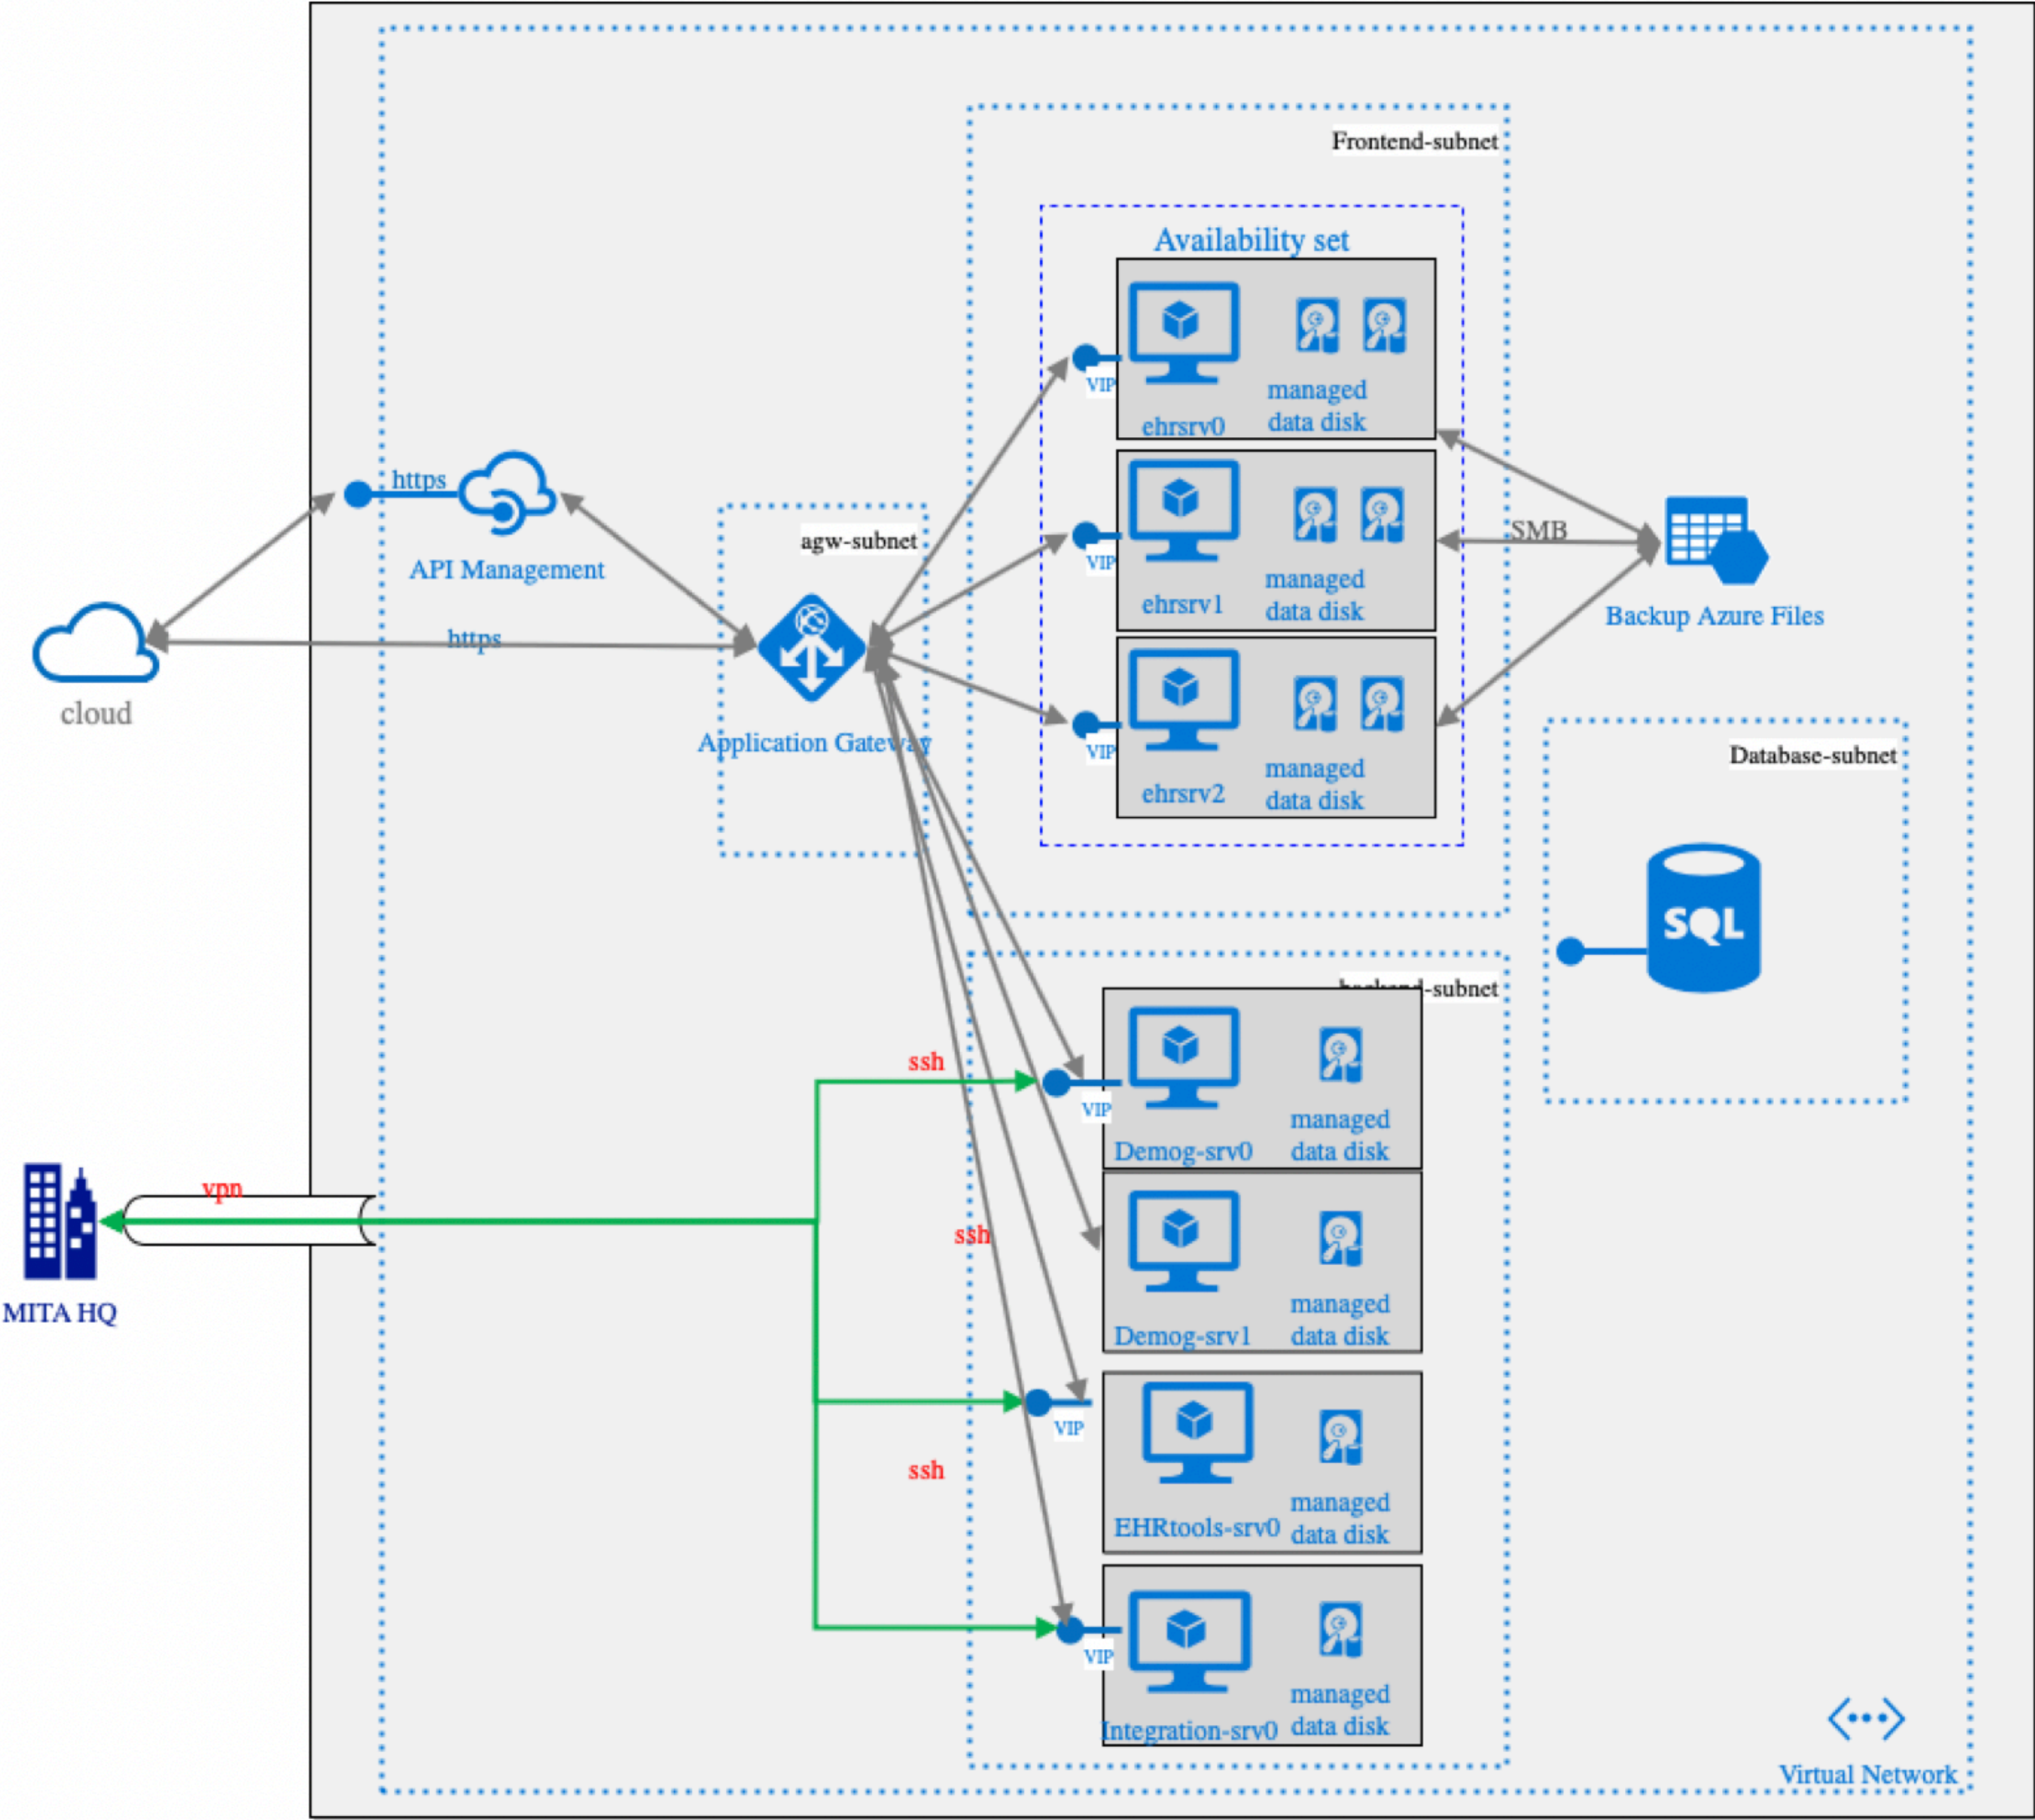 Frontend-subnet
Availability set
VIP
ehrsrv0
managed
data disk
https
API Management
agw-subnet
VIP
ehrsrv1
managed
data disk
SMB
Backup Azure Files
https
cloud
Application Gateway
VIP
ehrsrv2
managed
data disk
Database-subnet
SQL
backend-subnet
ssh
VIP
Demog-srv0
managed
data disk
vpn
MITA HQ
ssh
Demog-srv1
managed
data disk
VIP
ssh
EHRtools-srv0
managed
data disk
VIP
Integration-srv0
managed
data disk
Virtual Network